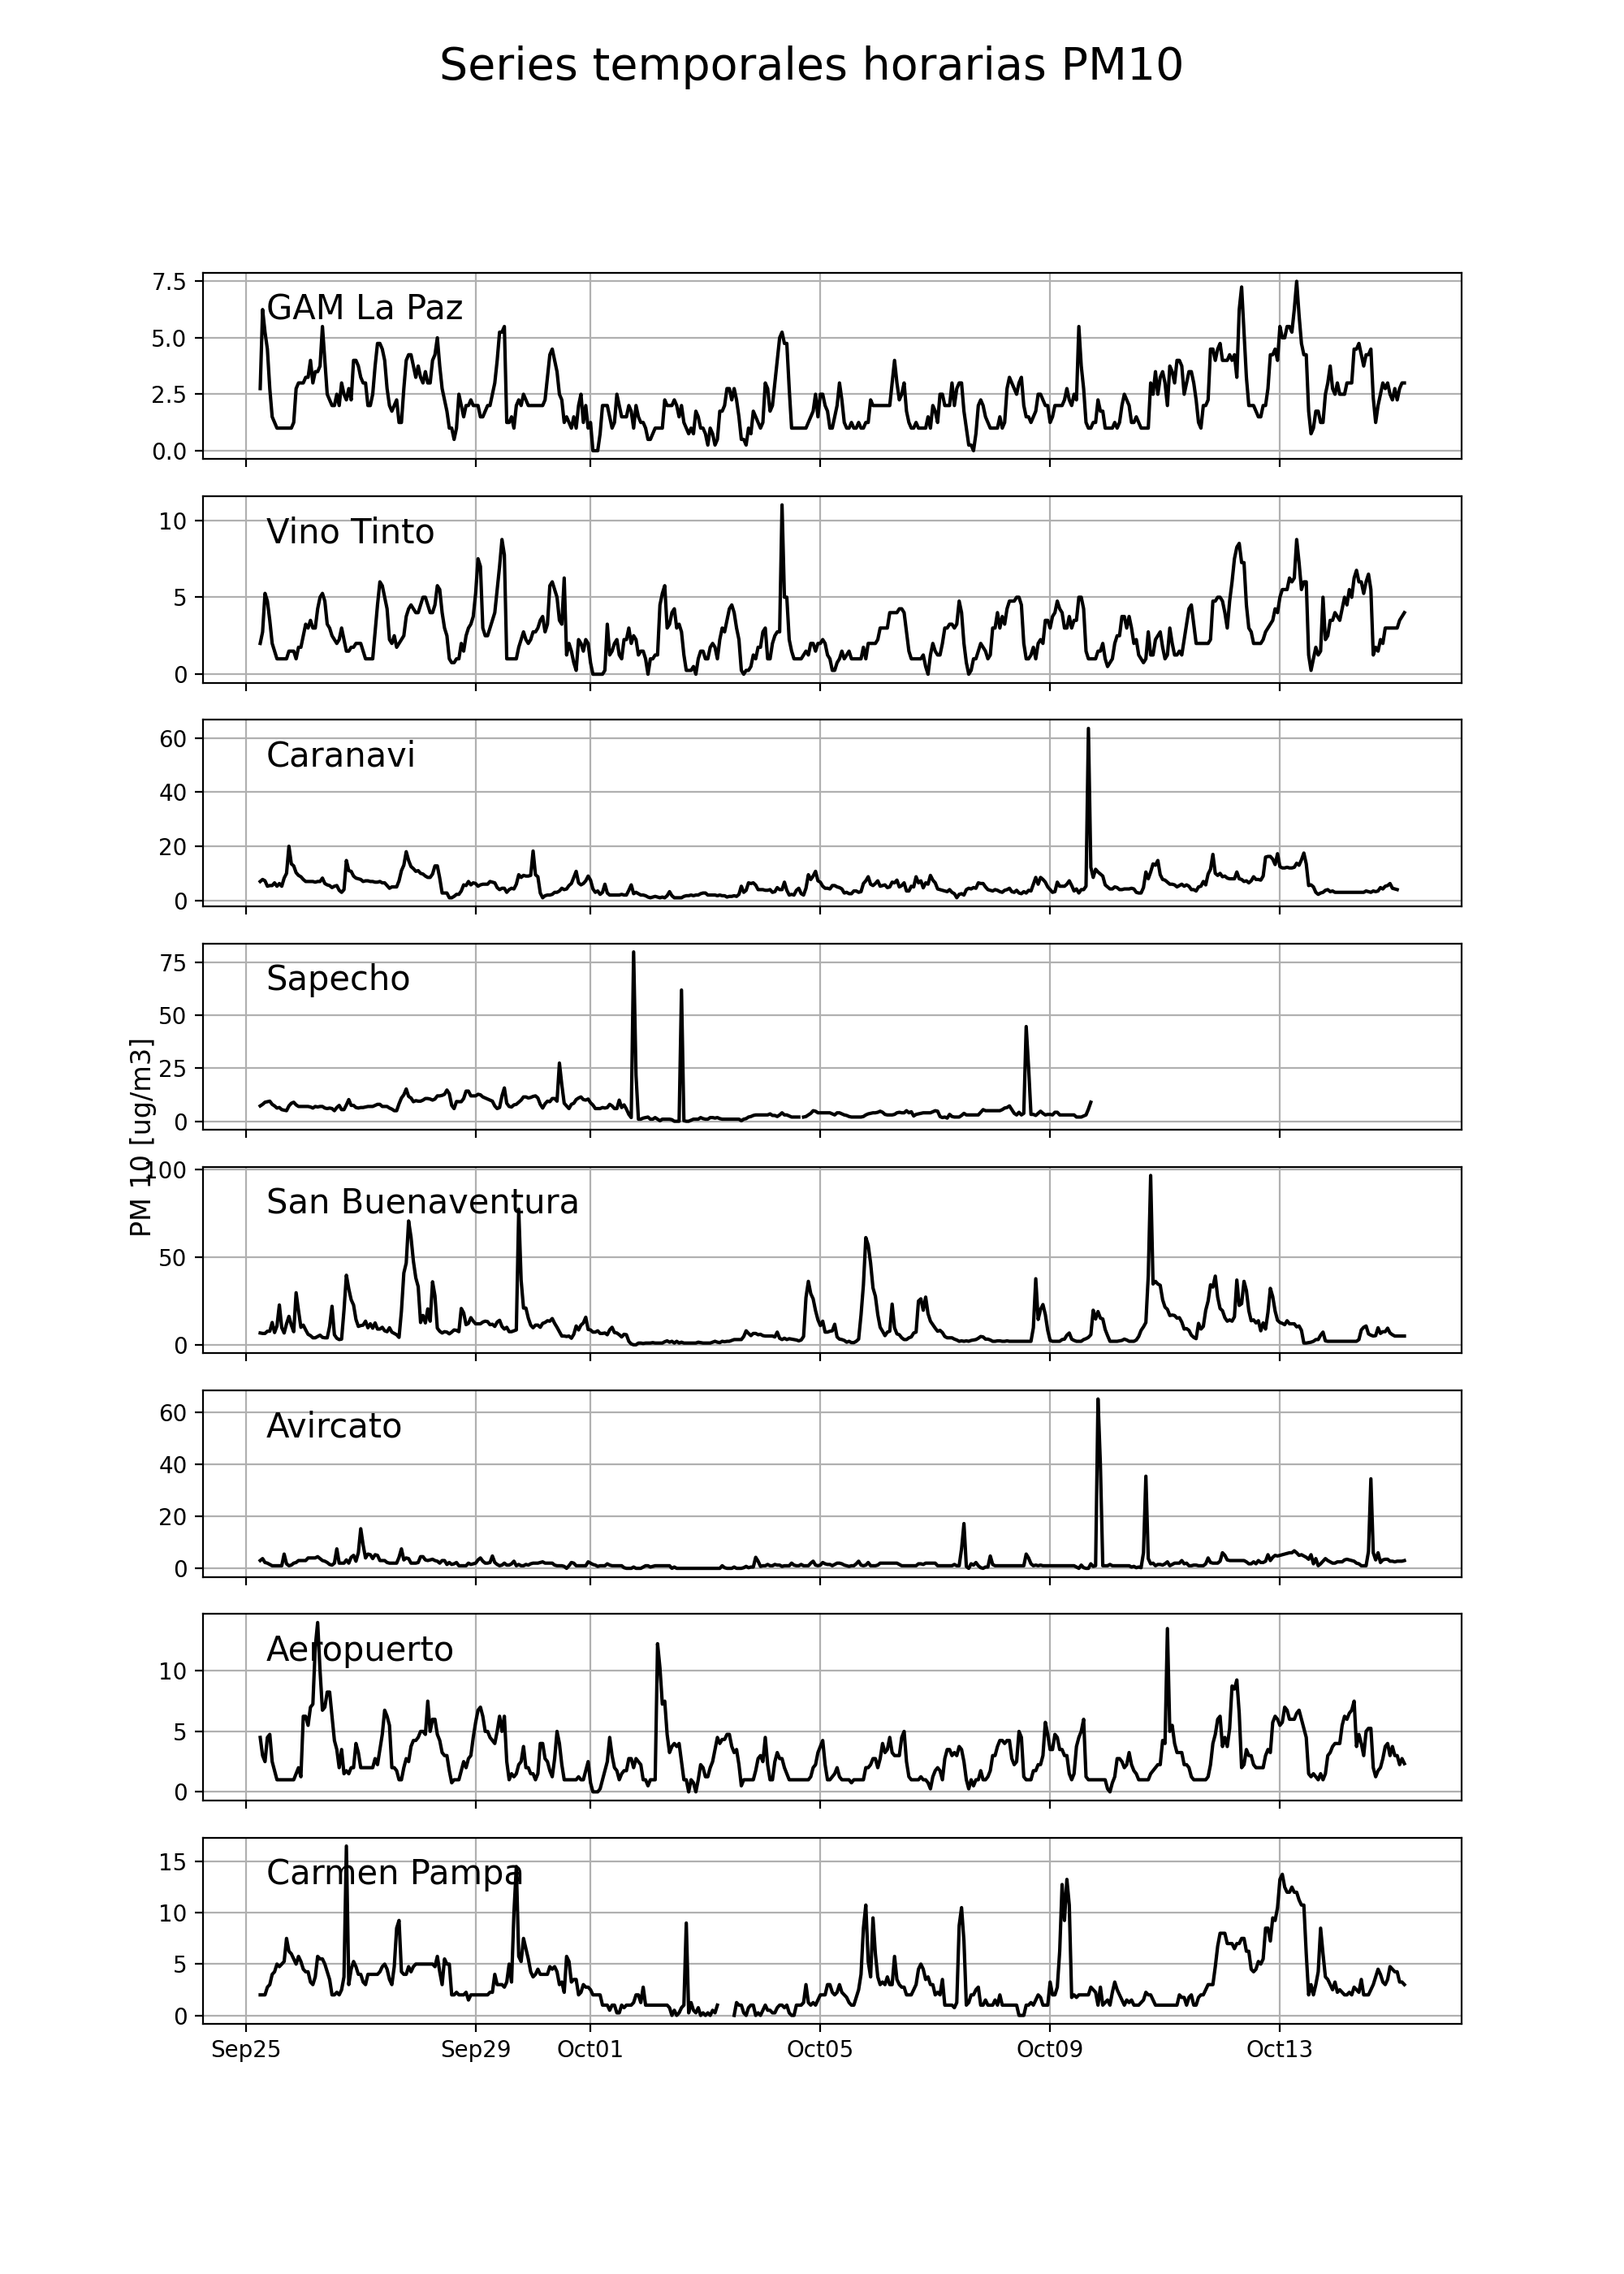 Series temporales horarias PM10
7.5
GAM La Paz
5.0
2.5
0.0
10
Vino Tinto
5
0
60
Caranavi
40
20
0
75
Sapecho
50
25
0
PM 10 [ug/m3]
100
San Buenaventura
50
0
60
Avircato
40
20
0
Aeropuerto
10
5
0
15
Carmen Pampa
10
5
0
Sep25 Sep29 Oct01 Oct05 Oct09 Oct13